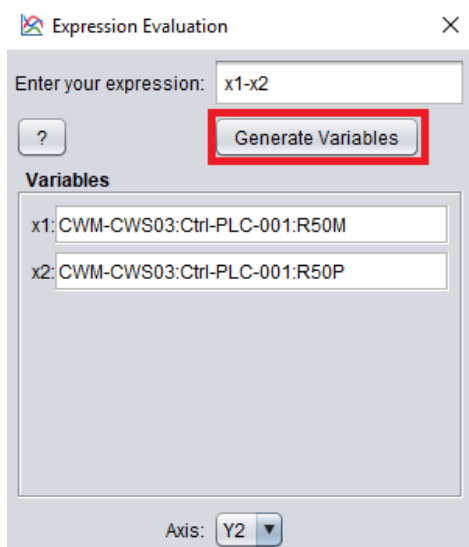 Expression Evaluation
Enter your expression: x1-x2
? Generate Variables
Variables
x1: CWM-CWS03:Ctrl-PLC-001:R50M
x2: CWM-CWS03:Ctrl-PLC-001:R50P
Axis: Y2